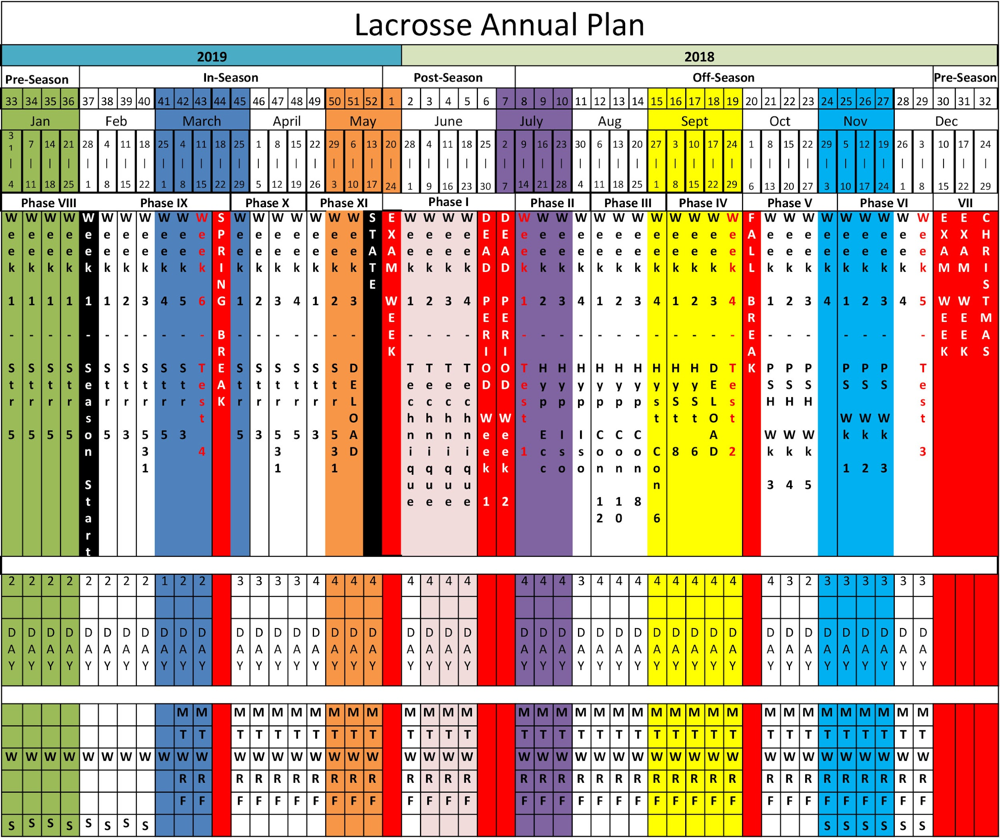 Lacrosse Annual Plan
2019 2018
Pre-Season In-Season Post-Season Off-Season Pre-Season
33 34 35 36 37 38 39 40 41 42 43 44 45 46 47 48 49 50 51 52 1 2 3 4 5 6 7 8 9 10 11 12 13 14 15 16 17 18 19 20 21 22 23 24 25 26 27 28 29 30 31 32
Jan Feb March April May June July Aug Sept Oct Nov Dec
31 7 14 21 28 4 11 18 25 4 11 18 25 1 8 15 22 29 6 13 20 28 4 11 18 25 2 9 16 23 30 6 13 20 27 3 10 17 24 1 8 15 22 29 5 12 19 26 3 10 17 24
| | | | | | | | | | | | | | | | | | | | | | | | | | | | | | | | | | | | | | | | | | | | | | | | | | | |
4 11 18 25 1 8 15 22 1 8 15 22 29 5 12 19 26 3 10 17 24 1 9 16 23 30 7 14 21 28 4 11 18 25 1 8 15 22 29 6 13 20 27 3 10 17 24 1 8 15 22 29
Phase VIII Phase IX Phase X Phase XI Phase I Phase II Phase III Phase IV Phase V Phase VI VII
Week 1 - Str 5
Week 1 - Str 5
Week 1 - Str 5
Week 1 - Str 5
Week 1 - Season Start
Week 1 - Str 5
Week 2 - Str 3
Week 3 - Str 531
Week 4 - Str 5
Week 5 - Str 3
Week 6 - Test 4
SPRING BREAK
Week 1 - Str 5
Week 2 - Str 3
Week 3 - Str 531
Week 4 - Str 5
Week 1 - Str 3
Week 2 - Str 531
Week 3 - DELOAD
STATE
EXAM WEEK
Week 1 - Technique
Week 2 - Technique
Week 3 - Technique
Week 4 - Technique
DEAD PERIOD Week 1
DEAD PERIOD Week 2
Week 1 - Test 1
Week 2 - Hyp Ecc
Week 3 - Hyp Iso
Week 4 - Hyp Iso
Week 1 - Hyp Con 12
Week 2 - Hyp Con 10
Week 3 - Hyp Con 8
Week 4 - Hyst Con 6
Week 1 - HySt 8
Week 2 - HySt 6
Week 3 - DELOAD
Week 4 - Test 2
FALL BREAK
Week 1 - PSH Wk 3
Week 2 - PSH Wk 4
Week 3 - PSH Wk 5
Week 4
Week 1 - PS Wk 1
Week 2 - PS Wk 2
Week 3 - PS Wk 3
Week 4
Week 5 - Test 3
EXAM WEEK
EXAM WEEK
CHRISTMAS
2 2 2 2 2 2 2 2 1 2 2 3 3 3 3 4 4 4 4 4 4 4 4 4 4 4 3 4 4 4 4 4 4 4 4 4 3 2 3 3 3 3 3 3
DAY DAY DAY DAY DAY DAY DAY DAY DAY DAY DAY DAY DAY DAY DAY DAY DAY DAY DAY DAY DAY DAY DAY DAY DAY DAY DAY DAY DAY DAY DAY DAY DAY DAY DAY DAY DAY DAY DAY DAY DAY DAY DAY DAY
M M M M M M M M M M M M M M M M M M M M M M M M M M M M M M M M M M M
T T T T T T T T T T T T T T T T T T T T T T T T T T T T T T T T T T T
W W W W W W W W W W W W W W W W W W W W W W W W W W W W W W W W W W W W W W W W W W W W
R R R R R R R R R R R R R R R R R R R R R R R R R R R R R R R R R R R
F F F F F F F F F F F F F F F F F F F F F F F F F F F F F F F F F F F
S S S S S S S S S S S S S S